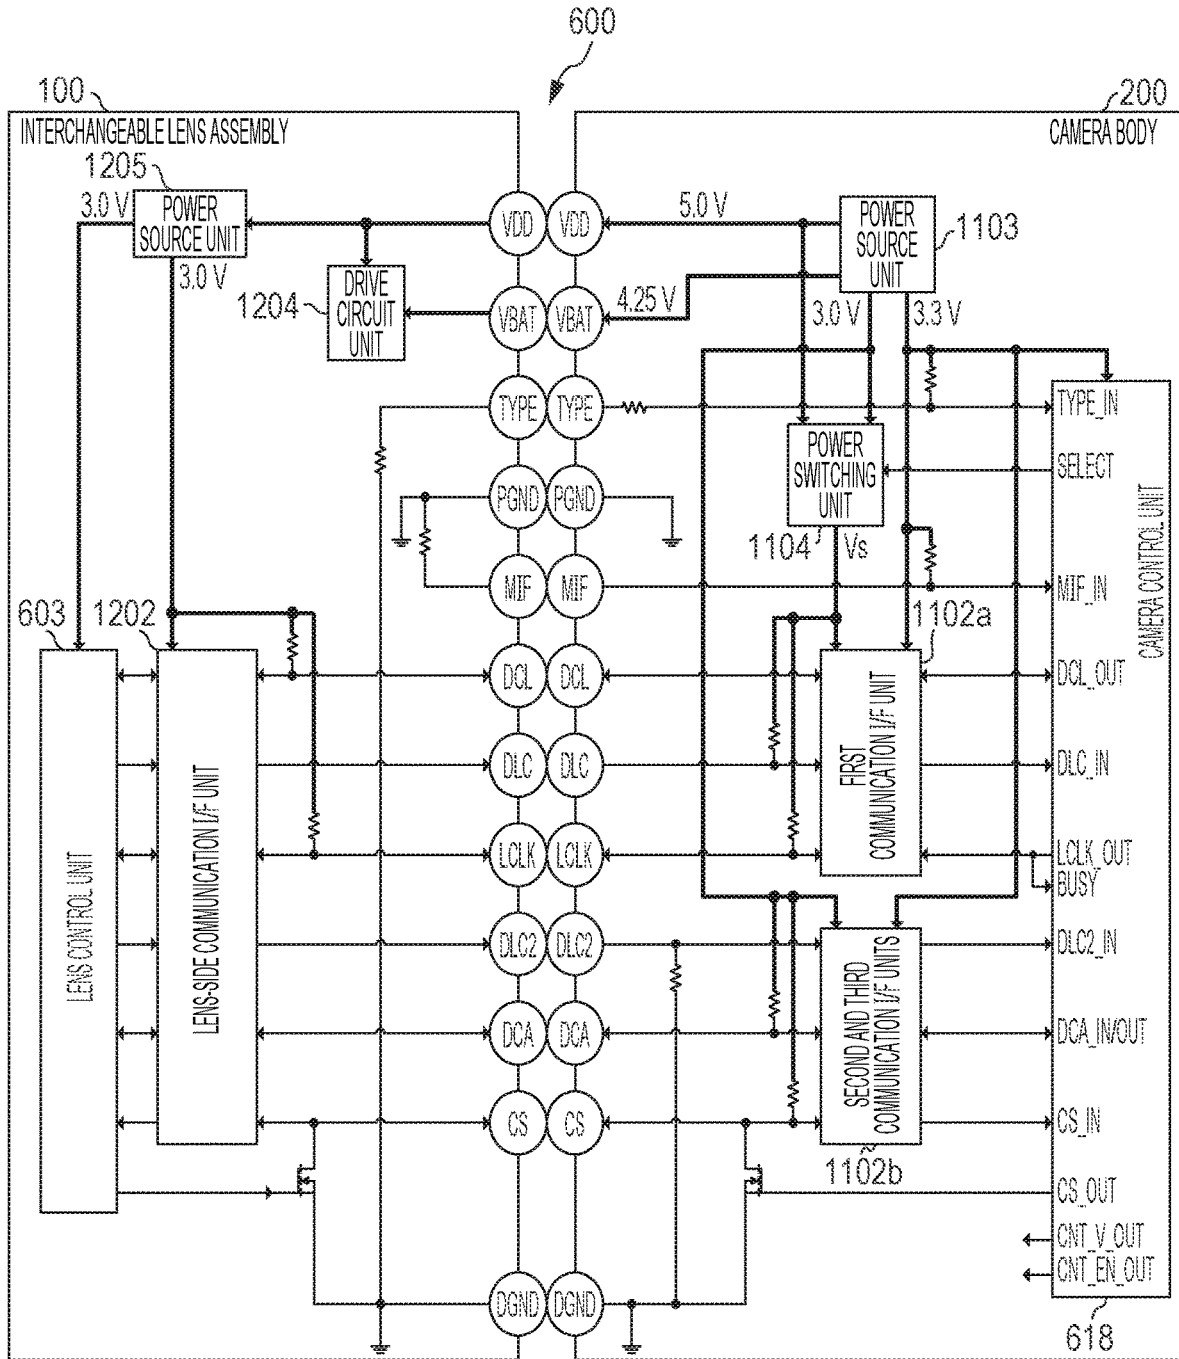 600
100
200
INTERCHANGEABLE LENS ASSEMBLY
CAMERA BODY
1205
3.0 V
POWER
SOURCE UNIT
3.0 V
VDD
VDD
5.0 V
POWER
SOURCE
UNIT
1103
1204
DRIVE
CIRCUIT
UNIT
VBAT
VBAT
4.25 V
3.0 V
3.3 V
TYPE
TYPE
TYPE_IN
POWER
SWITCHING
UNIT
SELECT
PGND
PGND
1104
Vs
MIF
MIF
MIF_IN
CAMERA CONTROL UNIT
603
1202
1102a
DCL
DCL
DCL_OUT
DLC
DLC
DLC_IN
FIRST
COMMUNICATION I/F UNIT
LCLK
LCLK
LCLK_OUT
BUSY
LENS CONTROL UNIT
LENS-SIDE COMMUNICATION I/F UNIT
DLC2
DLC2
DLC2_IN
SECOND AND THIRD
COMMUNICATION I/F UNITS
DCA
DCA
DCA_IN/OUT
CS
CS
CS_IN
1102b
CS_OUT
CNT_V_OUT
CNT_EN_OUT
DGND
DGND
618